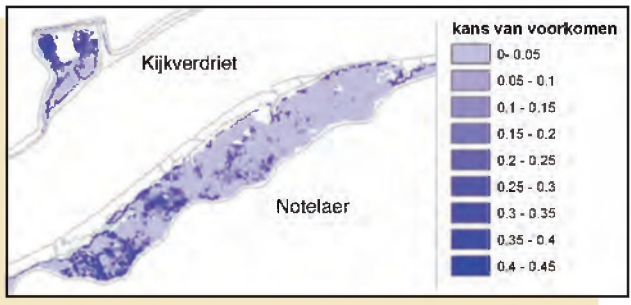 Kijkverdriet
Notelaer
kans van voorkomen
0- 0.05
0.05 - 0.1
0.1 - 0.15
0.15 - 0.2
0.2 - 0.25
0.25 - 0.3
0.3 - 0.35
0.35 - 0.4
0.4 - 0.45